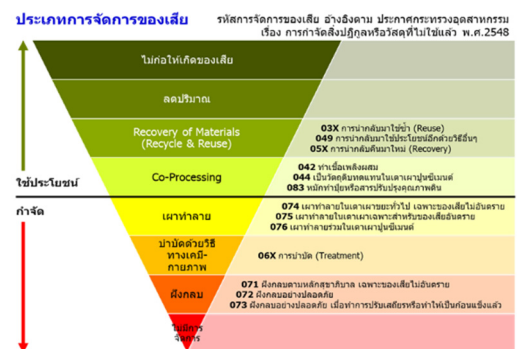 ประเภทการจัดการของเสีย
รหัสการจัดการของเสีย อ้างอิงตาม ประกาศกระทรวงอุตสาหกรรม
เรื่อง การกำจัดสิ่งปฏิกูลหรือวัสดุที่ไม่ใช้แล้ว พ.ศ.2548
ไม่ก่อให้เกิดของเสีย
ลดปริมาณ
Recovery of Materials
(Recycle & Reuse)
03X การนำกลับมาใช้ซ้ำ (Reuse)
049 การนำกลับมาใช้ประโยชน์อีกด้วยวิธีอื่นๆ
05X การนำกลับคืนมาใหม่ (Recovery)
Co-Processing
042 ทำเชื้อเพลิงผสม
044 เป็นวัตถุดิบทดแทนในเตาเผาปูนซีเมนต์
083 หมักทำปุ๋ยหรือสารปรับปรุงคุณภาพดิน
ใช้ประโยชน์
กำจัด
เผาทำลาย
074 เผาทำลายในเตาเผาขยะทั่วไป เฉพาะของเสียไม่อันตราย
075 เผาทำลายในเตาเผาเฉพาะสำหรับของเสียอันตราย
076 เผาทำลายร่วมในเตาเผาปูนซีเมนต์
บำบัดด้วยวิธี
ทางเคมี-
กายภาพ
06X การบำบัด (Treatment)
ฝังกลบ
071 ฝังกลบตามหลักสุขาภิบาล เฉพาะของเสียไม่อันตราย
072 ฝังกลบอย่างปลอดภัย
073 ฝังกลบอย่างปลอดภัย เมื่อทำการปรับเสถียรหรือทำให้เป็นก้อนแข็งแล้ว
ไม่มีการ
จัดการ